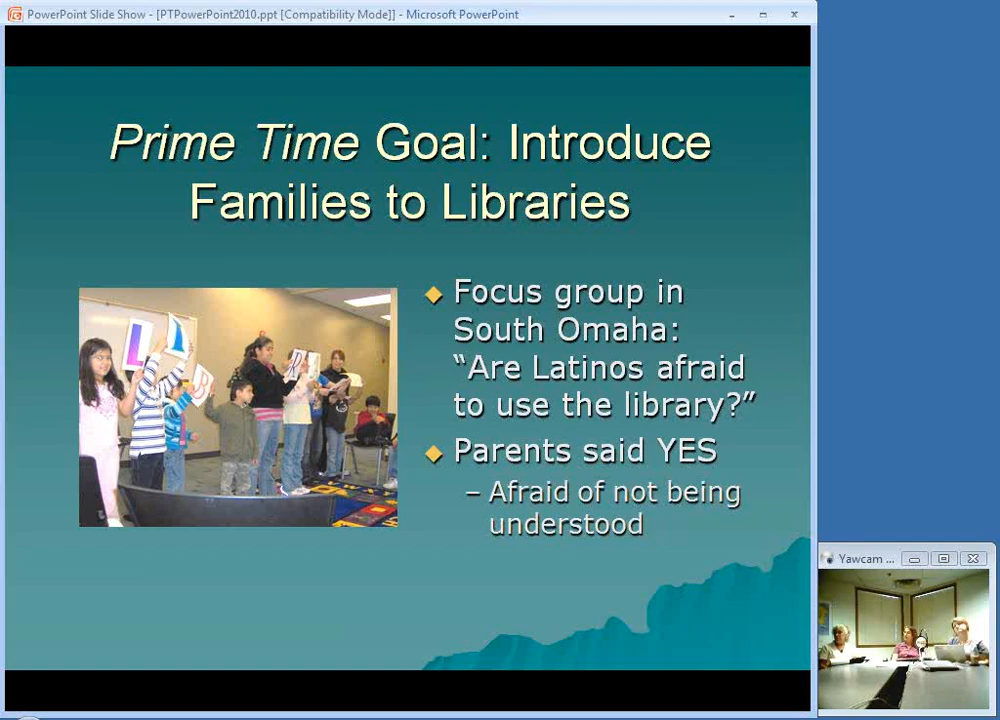 PowerPoint Slide Show - [PTPowerPoint2010.ppt [Compatibility Mode]] - Microsoft PowerPoint
Prime Time Goal: Introduce
Families to Libraries
L I B R
Focus group in
South Omaha:
“Are Latinos afraid
to use the library?”
Parents said YES
– Afraid of not being
understood
Yawcam ...